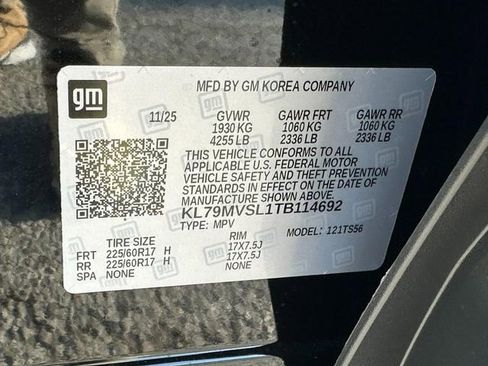 gm
MFD BY GM KOREA COMPANY
11/25 GVWR GAWR FRT GAWR RR
1930 KG 1060 KG 1060 KG
4255 LB 2336 LB 2336 LB
THIS VEHICLE CONFORMS TO ALL
APPLICABLE U.S. FEDERAL MOTOR
VEHICLE SAFETY AND THEFT PREVENTION
STANDARDS IN EFFECT ON THE DATE OF
MANUFACTURE SHOWN ABOVE.
KL79MVSL1TB114692
TYPE: MPV MODEL: 121TS56
TIRE SIZE RIM
FRT 225/60R17 H 17X7.5J
RR 225/60R17 H 17X7.5J
SPA NONE NONE